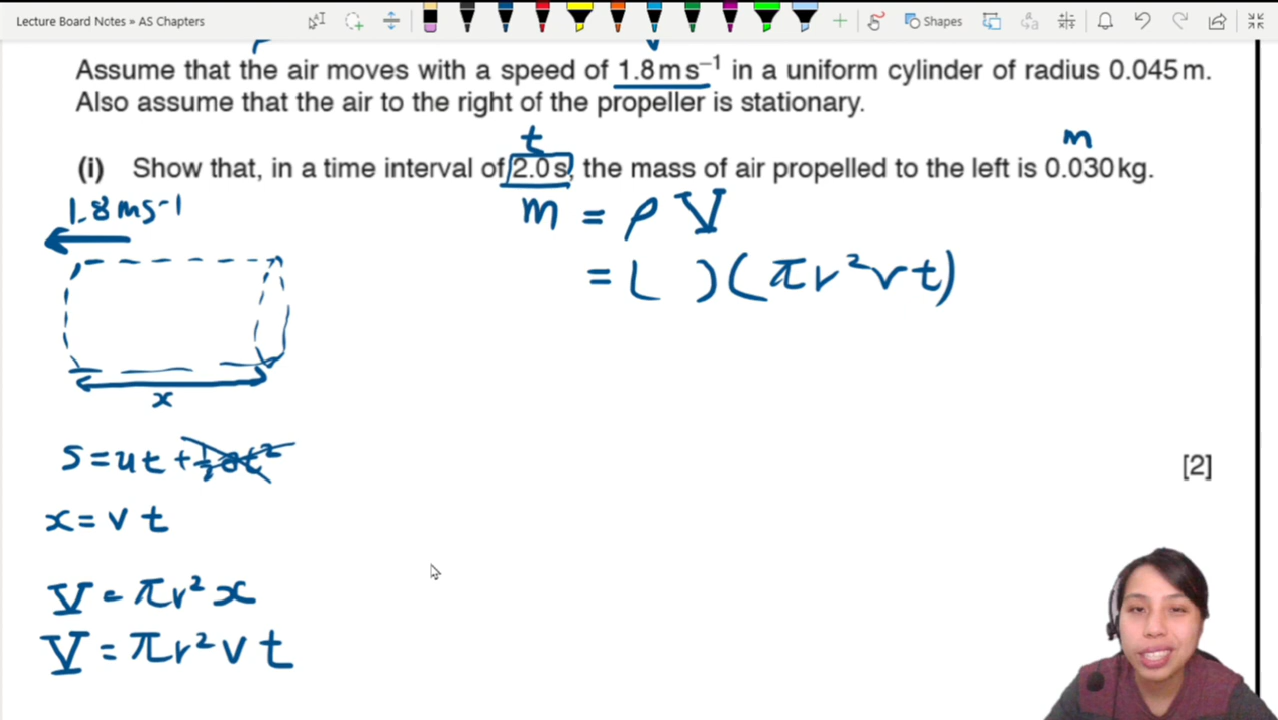 Lecture Board Notes » AS Chapters
Shapes
ρ v
Assume that the air moves with a speed of 1.8 m s⁻¹ in a uniform cylinder of radius 0.045 m.
Also assume that the air to the right of the propeller is stationary.
t m
(i) Show that, in a time interval of 2.0 s, the mass of air propelled to the left is 0.030 kg.
1.8 ms⁻¹
m = ρ V
= ( ) (πr²vt)
x
s = ut + ½at²
x = v t
V = πr² x
V = πr² v t
[2]